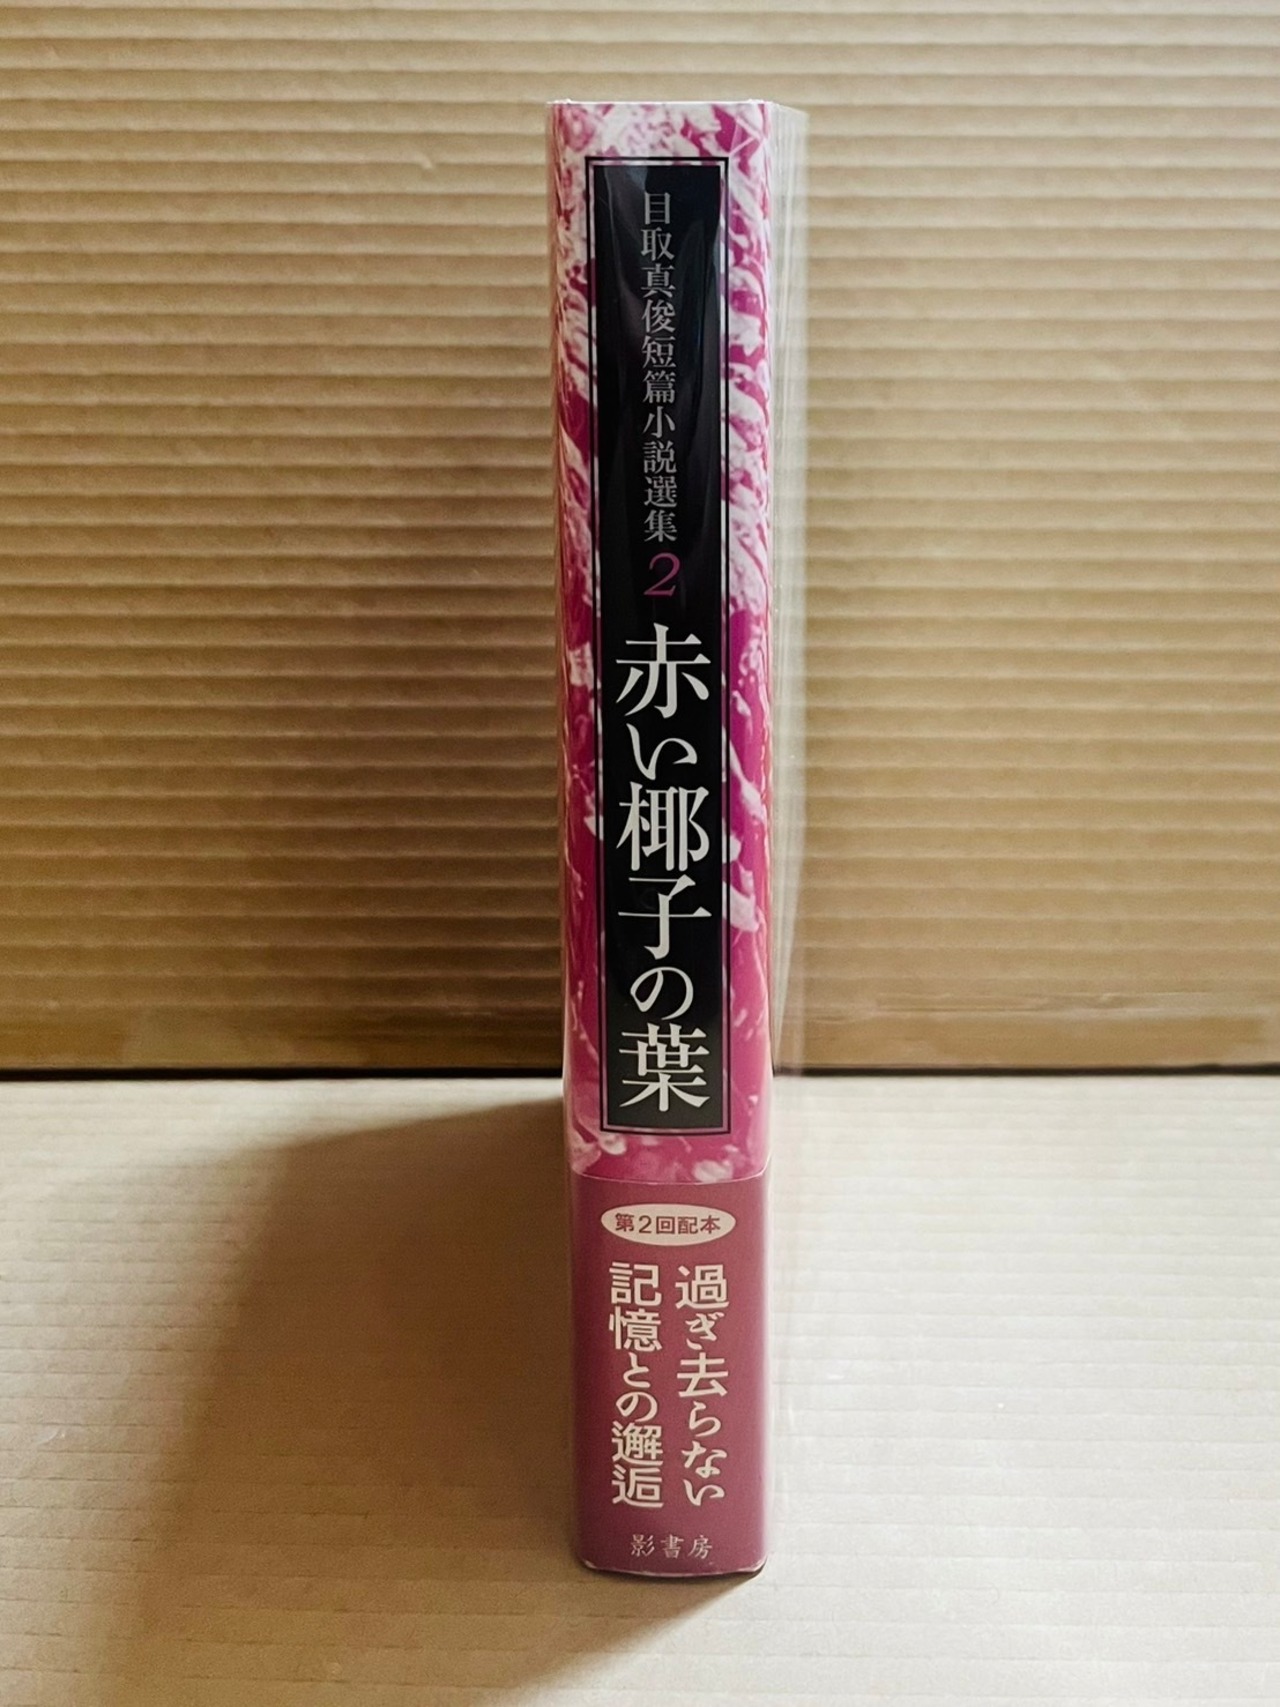 目取真俊短篇小説選集2
赤い椰子の葉
第2回配本
過ぎ去らない
記憶との邂逅
影書房